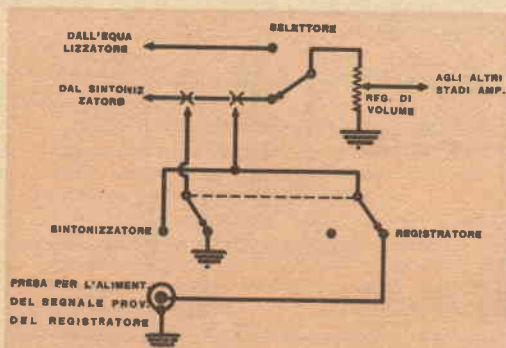 SELETTORE
DALL'EQUA
LIZZATORE
DAL SINTONIZ
ZATORE
AGLI ALTRI
STADI AMP.
RFG. DI
VOLUME
SINTONIZZATORE
REGISTRATORE
PRESA PER L'ALIMENT.
DEL SEGNALE PROV.
DEL REGISTRATORE